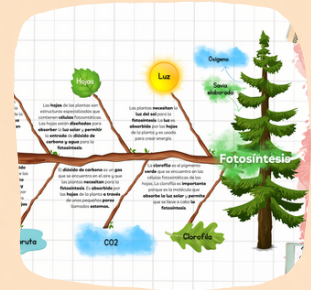 Oxígeno
Luz
Hojas
Savia
elaborada
Las hojas de las plantas son
estructuras especializadas que
contienen células fotosintéticas.
Las hojas están diseñadas para
absorber la luz solar y permitir
la entrada de dióxido de
carbono y agua para la
fotosíntesis.
Las plantas necesitan la
luz del sol para la
fotosíntesis. La luz es
absorbida por las hojas
de la planta y es usada
para crear energía.
Fotosíntesis
El dióxido de carbono es un gas
que se encuentra en el aire y que
las plantas necesitan para la
fotosíntesis. Es absorbido por
las hojas de la planta a través
de unos pequeños poros
llamados estomas.
La clorofila es el pigmento
verde que se encuentra en las
células fotosintéticas de las
hojas. La clorofila es importante
porque es la molécula que
absorbe la luz solar y permite
que se lleve a cabo la
fotosíntesis.
CO2
Clorofila